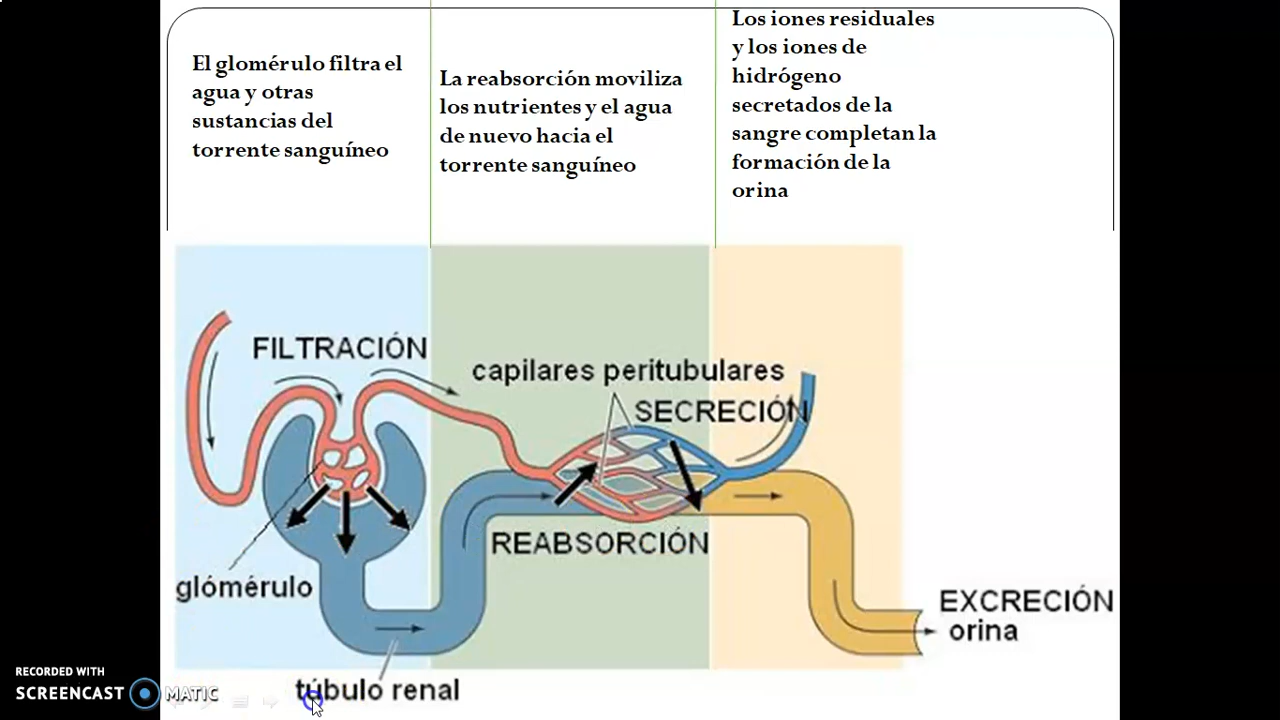 El glomérulo filtra el
agua y otras
sustancias del
torrente sanguíneo
La reabsorción moviliza
los nutrientes y el agua
de nuevo hacia el
torrente sanguíneo
Los iones residuales
y los iones de
hidrógeno
secretados de la
sangre completan la
formación de la
orina
FILTRACIÓN
capilares peritubulares
SECRECIÓN
REABSORCIÓN
glómérulo
EXCRECIÓN
orina
túbulo renal
RECORDED WITH
SCREENCAST MATIC